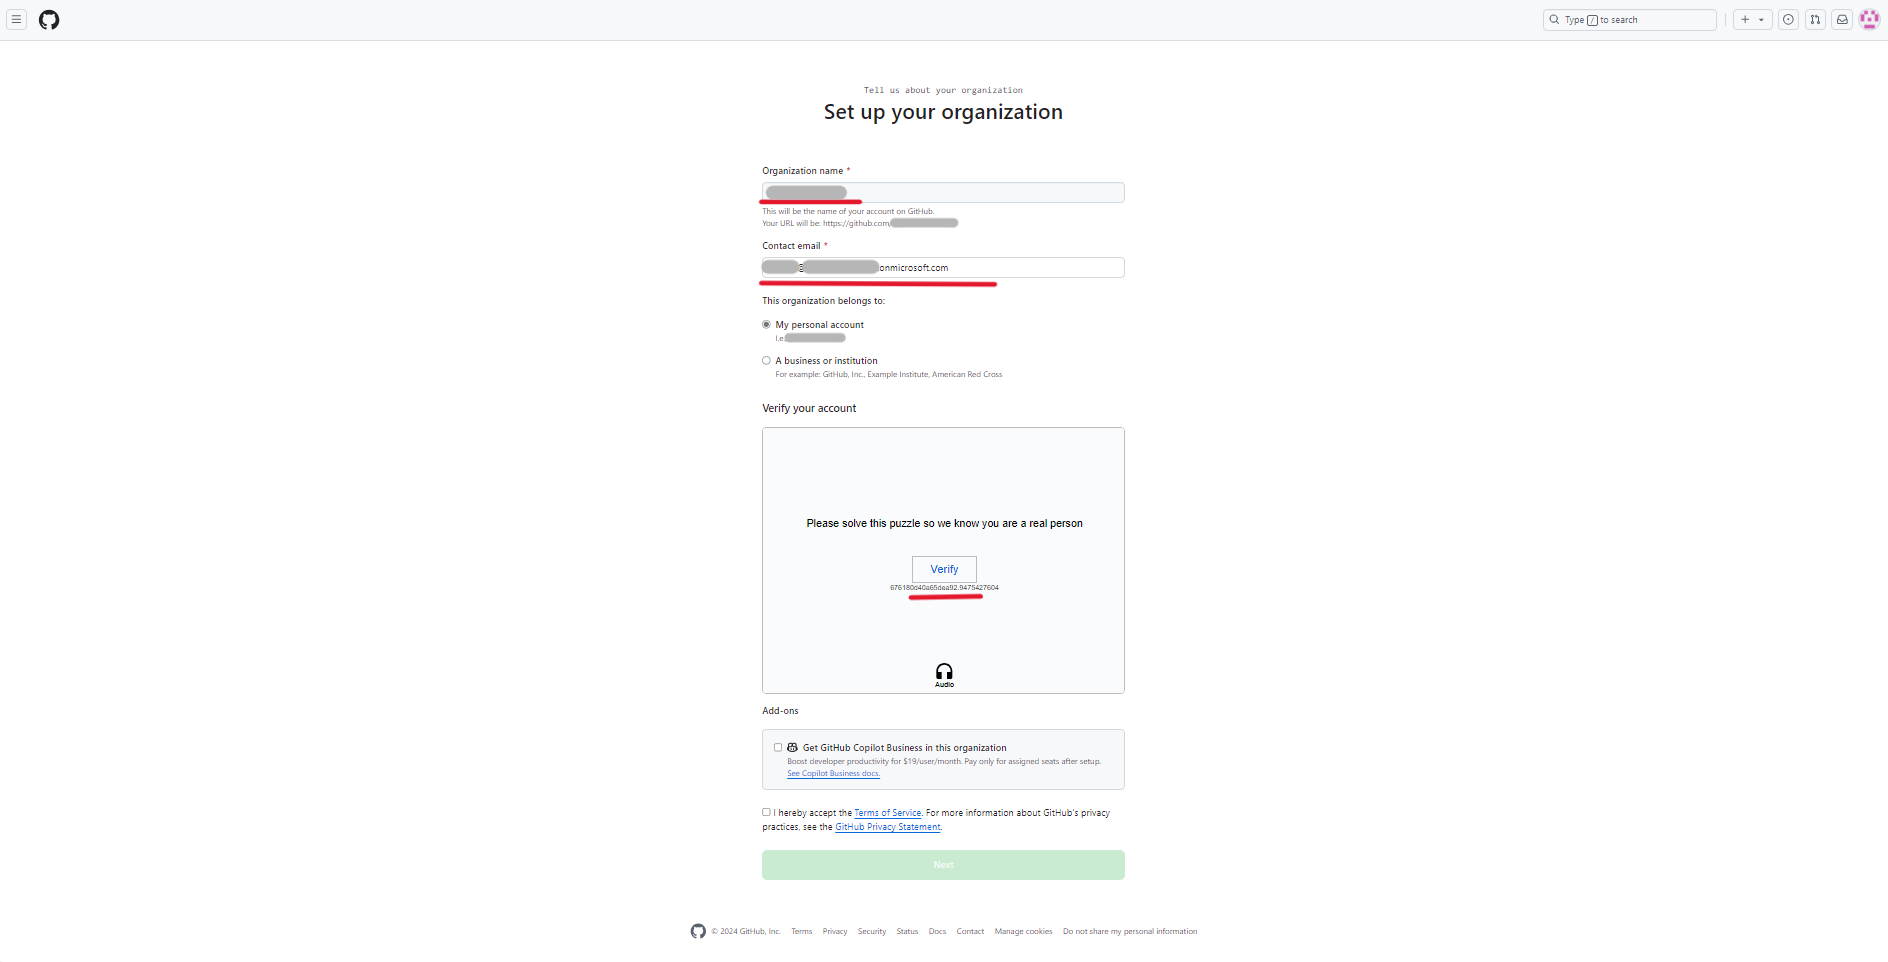 Type / to search
Tell us about your organization
Set up your organization
Organization name *
This will be the name of your account on GitHub.
Your URL will be: https://github.com/
Contact email *
@ onmicrosoft.com
This organization belongs to:
My personal account
i.e.
A business or institution
For example: GitHub, Inc., Example Institute, American Red Cross
Verify your account
Please solve this puzzle so we know you are a real person
Verify
676180d40a65dea92.9475427604
Audio
Add-ons
Get GitHub Copilot Business in this organization
Boost developer productivity for $19/user/month. Pay only for assigned seats after setup.
See Copilot Business docs.
I hereby accept the Terms of Service. For more information about GitHub's privacy
practices, see the GitHub Privacy Statement.
Next
© 2024 GitHub, Inc. Terms Privacy Security Status Docs Contact Manage cookies Do not share my personal information